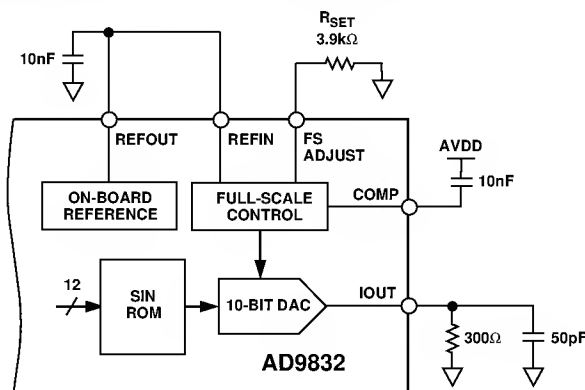 R_SET
3.9kΩ
10nF
REFOUT
REFIN
FS
ADJUST
AVDD
10nF
ON-BOARD
REFERENCE
FULL-SCALE
CONTROL
COMP
12
SIN
ROM
10-BIT DAC
IOUT
300Ω
50pF
AD9832